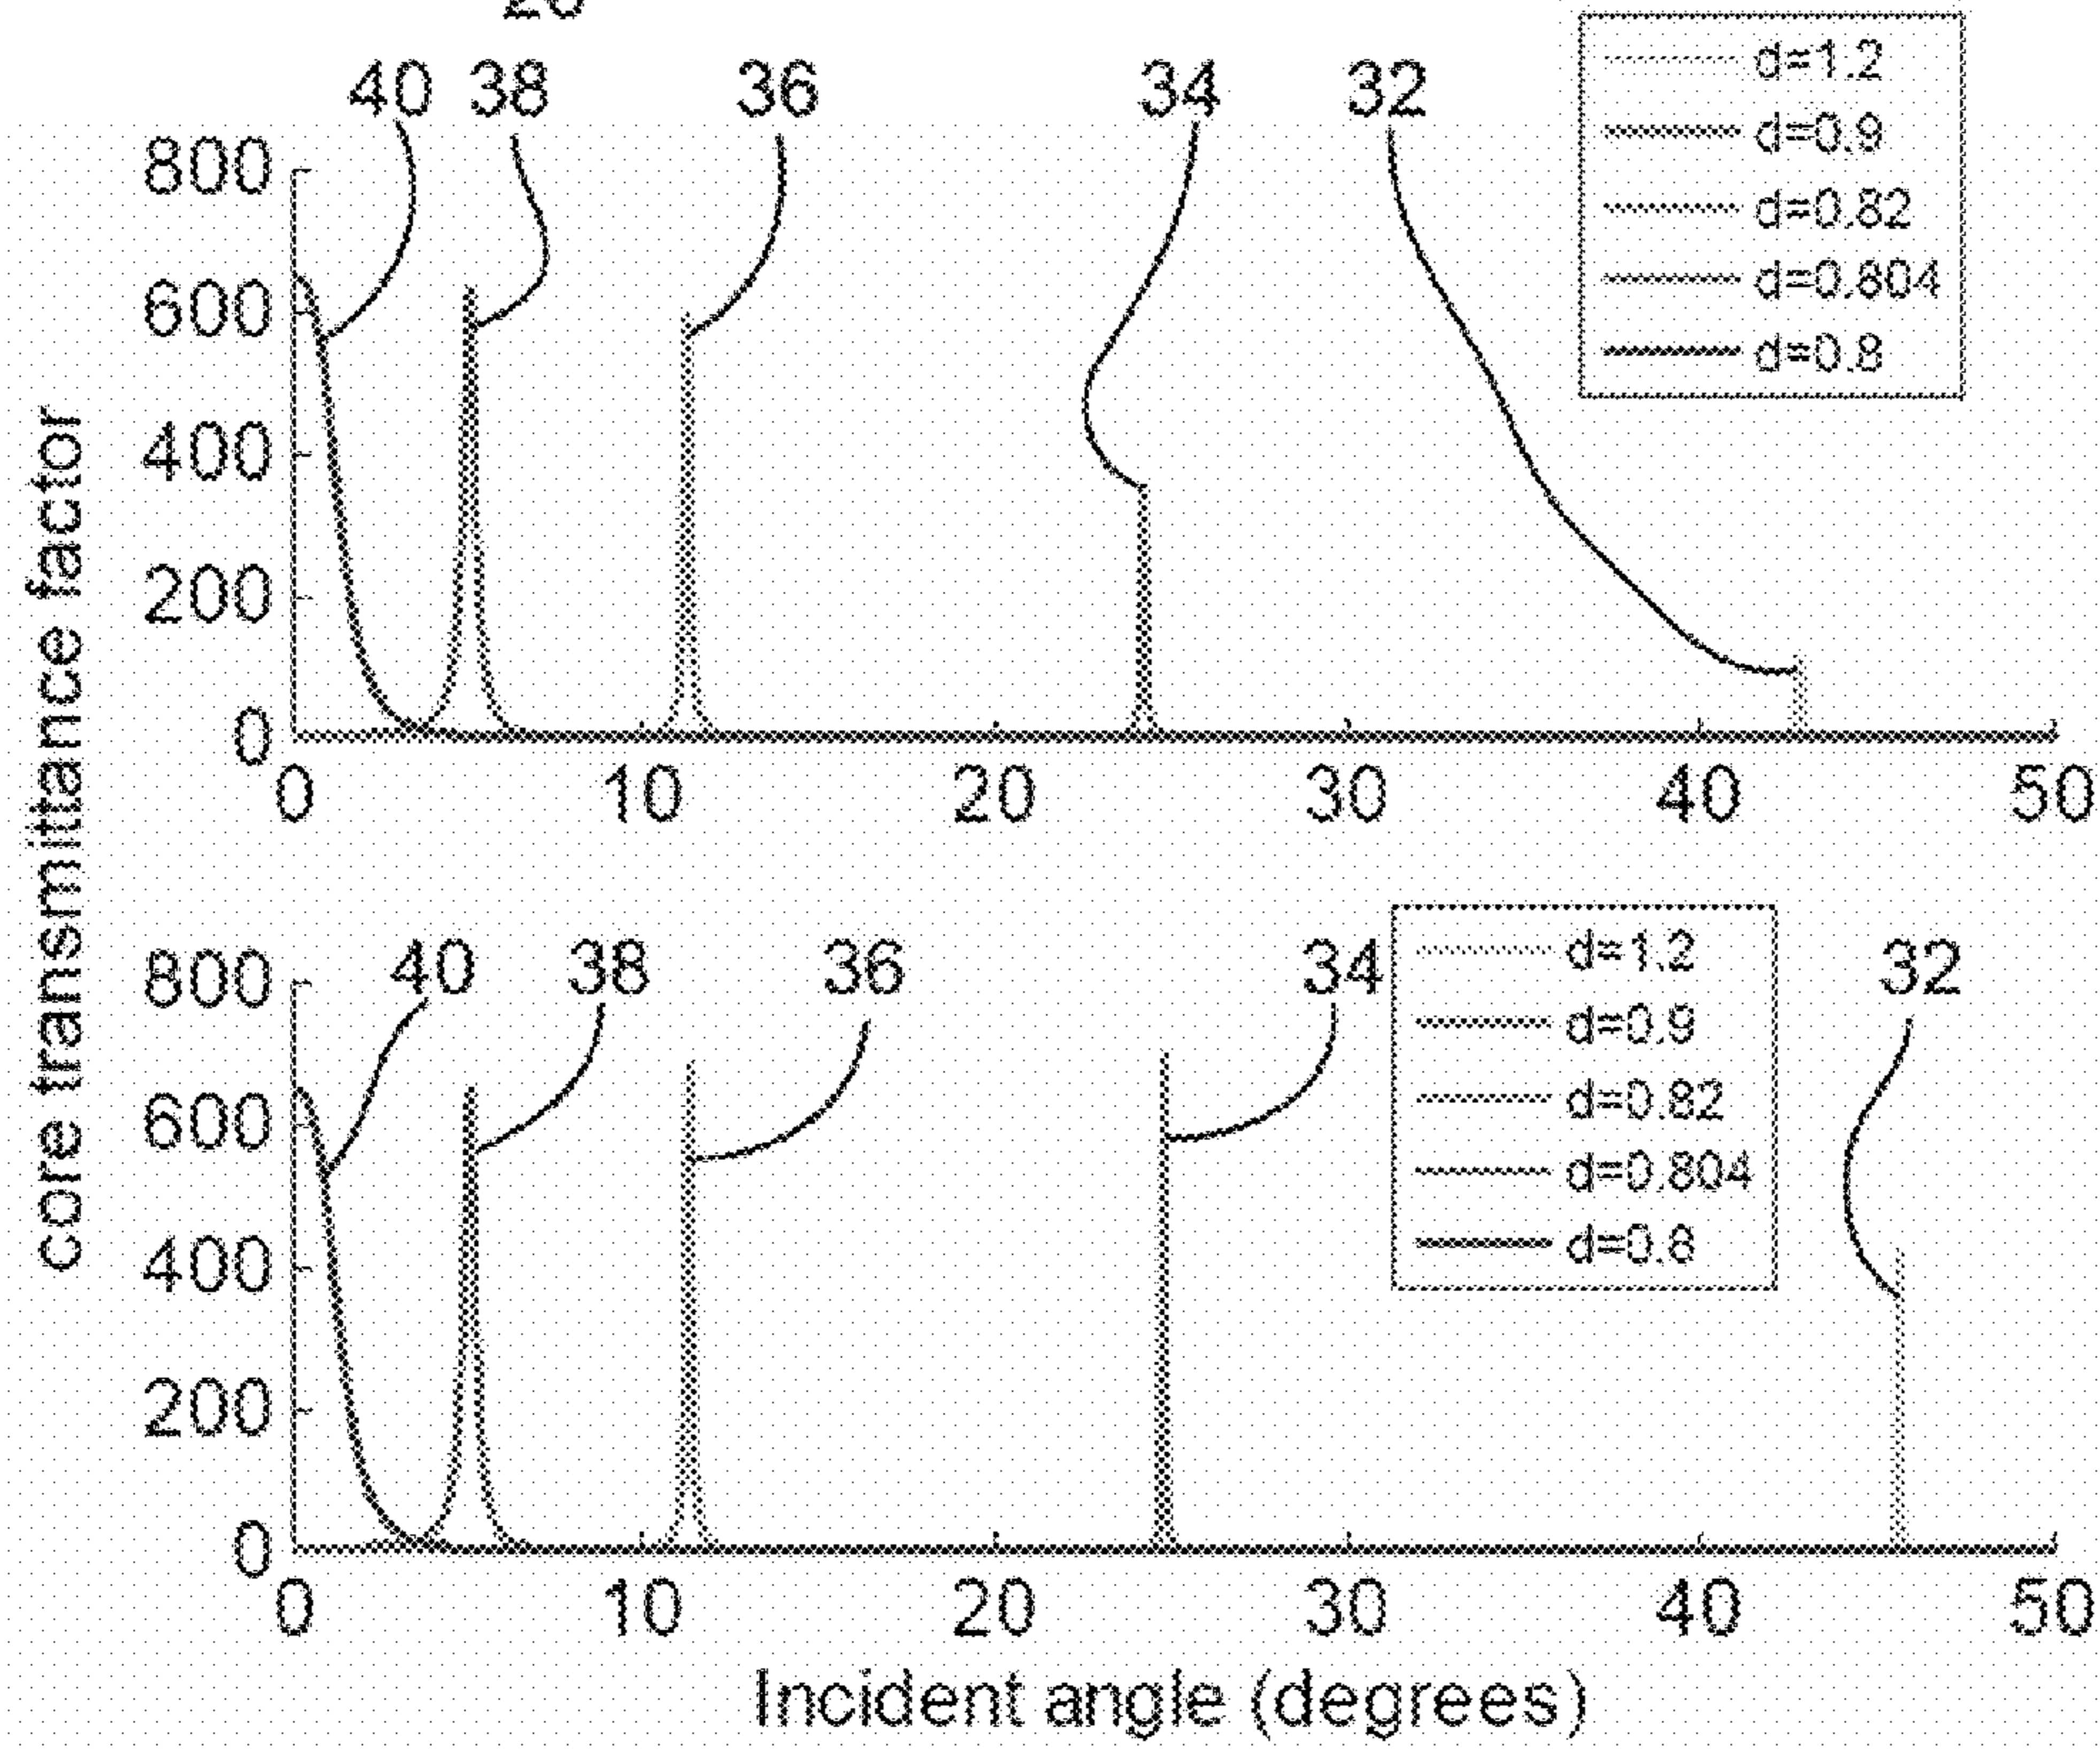 40 38 36 34 32
d=1.2
d=0.9
d=0.82
d=0.804
d=0.8
800
600
400
200
0
0 10 20 30 40 50
core transmittance factor
40 38 36 34 32
d=1.2
d=0.9
d=0.82
d=0.804
d=0.8
800
600
400
200
0
0 10 20 30 40 50
Incident angle (degrees)